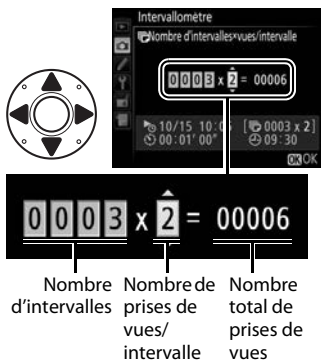 Intervallomètre
Nombre d'intervalles×vues/intervalle
0003 x 2 = 00006
10/15 10:05 [0003 x 2]
00:01' 00" 09:30
OK OK
0003 x 2 = 00006
Nombre d'intervalles
Nombre de prises de vues/ intervalle
Nombre total de prises de vues